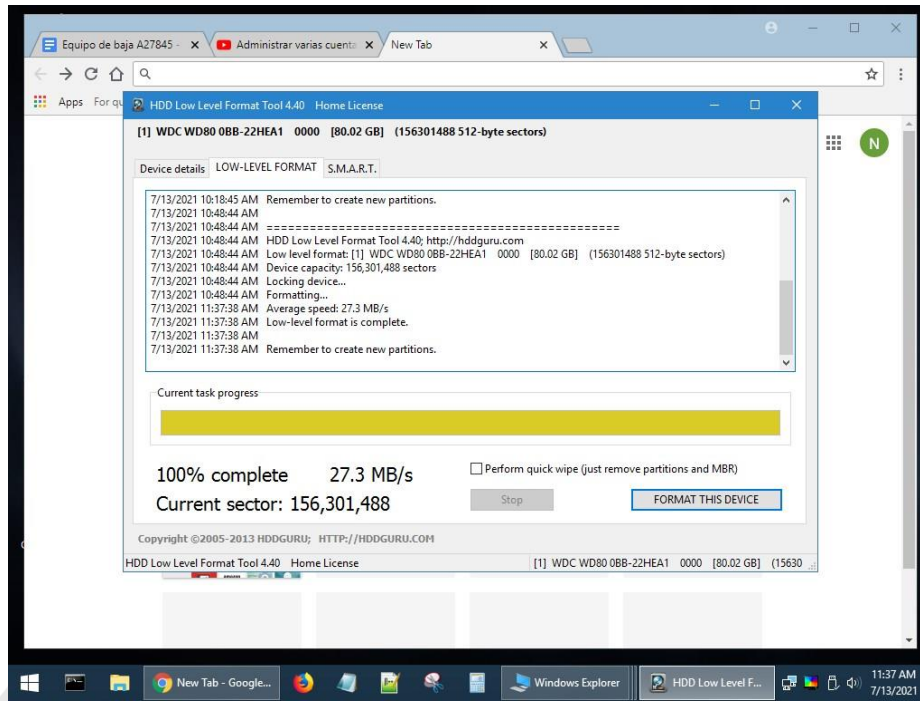 Equipo de baja A27845 -
Administrar varias cuenta
New Tab
Apps For qu
N
HDD Low Level Format Tool 4.40 Home License
[1] WDC WD80 0BB-22HEA1 0000 [80.02 GB] (156301488 512-byte sectors)
Device details LOW-LEVEL FORMAT S.M.A.R.T.
7/13/2021 10:18:45 AM Remember to create new partitions.
7/13/2021 10:48:44 AM
7/13/2021 10:48:44 AM ======================================================
7/13/2021 10:48:44 AM HDD Low Level Format Tool 4.40; http://hddguru.com
7/13/2021 10:48:44 AM Low level format: [1] WDC WD80 0BB-22HEA1 0000 [80.02 GB] (156301488 512-byte sectors)
7/13/2021 10:48:44 AM Device capacity: 156,301,488 sectors
7/13/2021 10:48:44 AM Locking device...
7/13/2021 10:48:44 AM Formatting...
7/13/2021 11:37:38 AM Average speed: 27.3 MB/s
7/13/2021 11:37:38 AM Low-level format is complete.
7/13/2021 11:37:38 AM
7/13/2021 11:37:38 AM Remember to create new partitions.
Current task progress
100% complete 27.3 MB/s
Perform quick wipe (just remove partitions and MBR)
Current sector: 156,301,488
Stop FORMAT THIS DEVICE
Copyright ©2005-2013 HDDGURU; HTTP://HDDGURU.COM
HDD Low Level Format Tool 4.40 Home License [1] WDC WD80 0BB-22HEA1 0000 [80.02 GB] (15630
New Tab - Google... Windows Explorer HDD Low Level F... 11:37 AM
7/13/2021